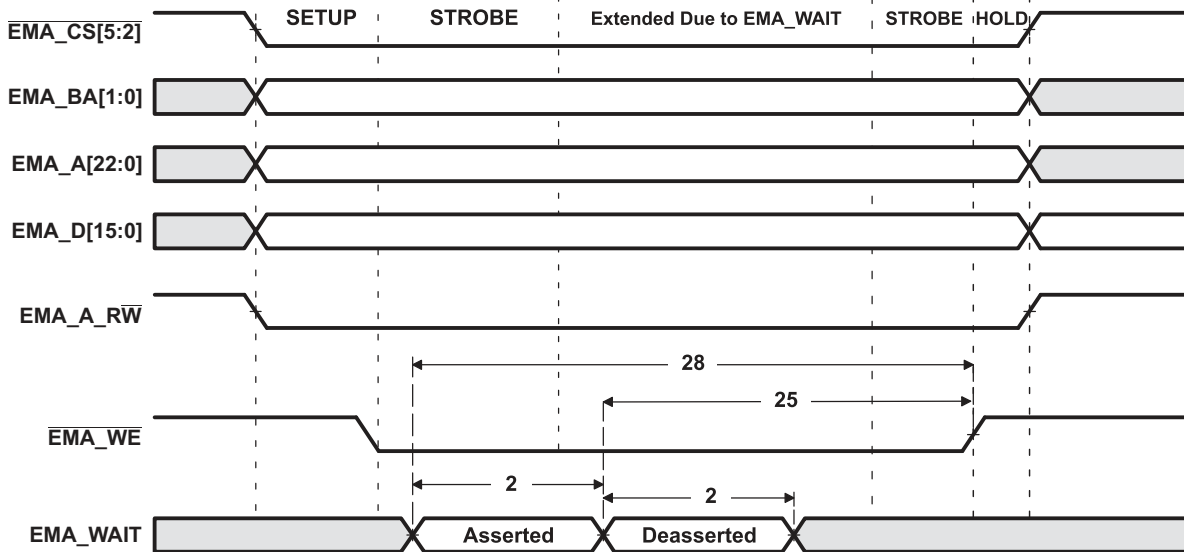 SETUP STROBE Extended Due to EMA_WAIT STROBE HOLD
EMA_CS[5:2]
EMA_BA[1:0]
EMA_A[22:0]
EMA_D[15:0]
EMA_A_RW
28
25
EMA_WE
2
2
EMA_WAIT Asserted Deasserted